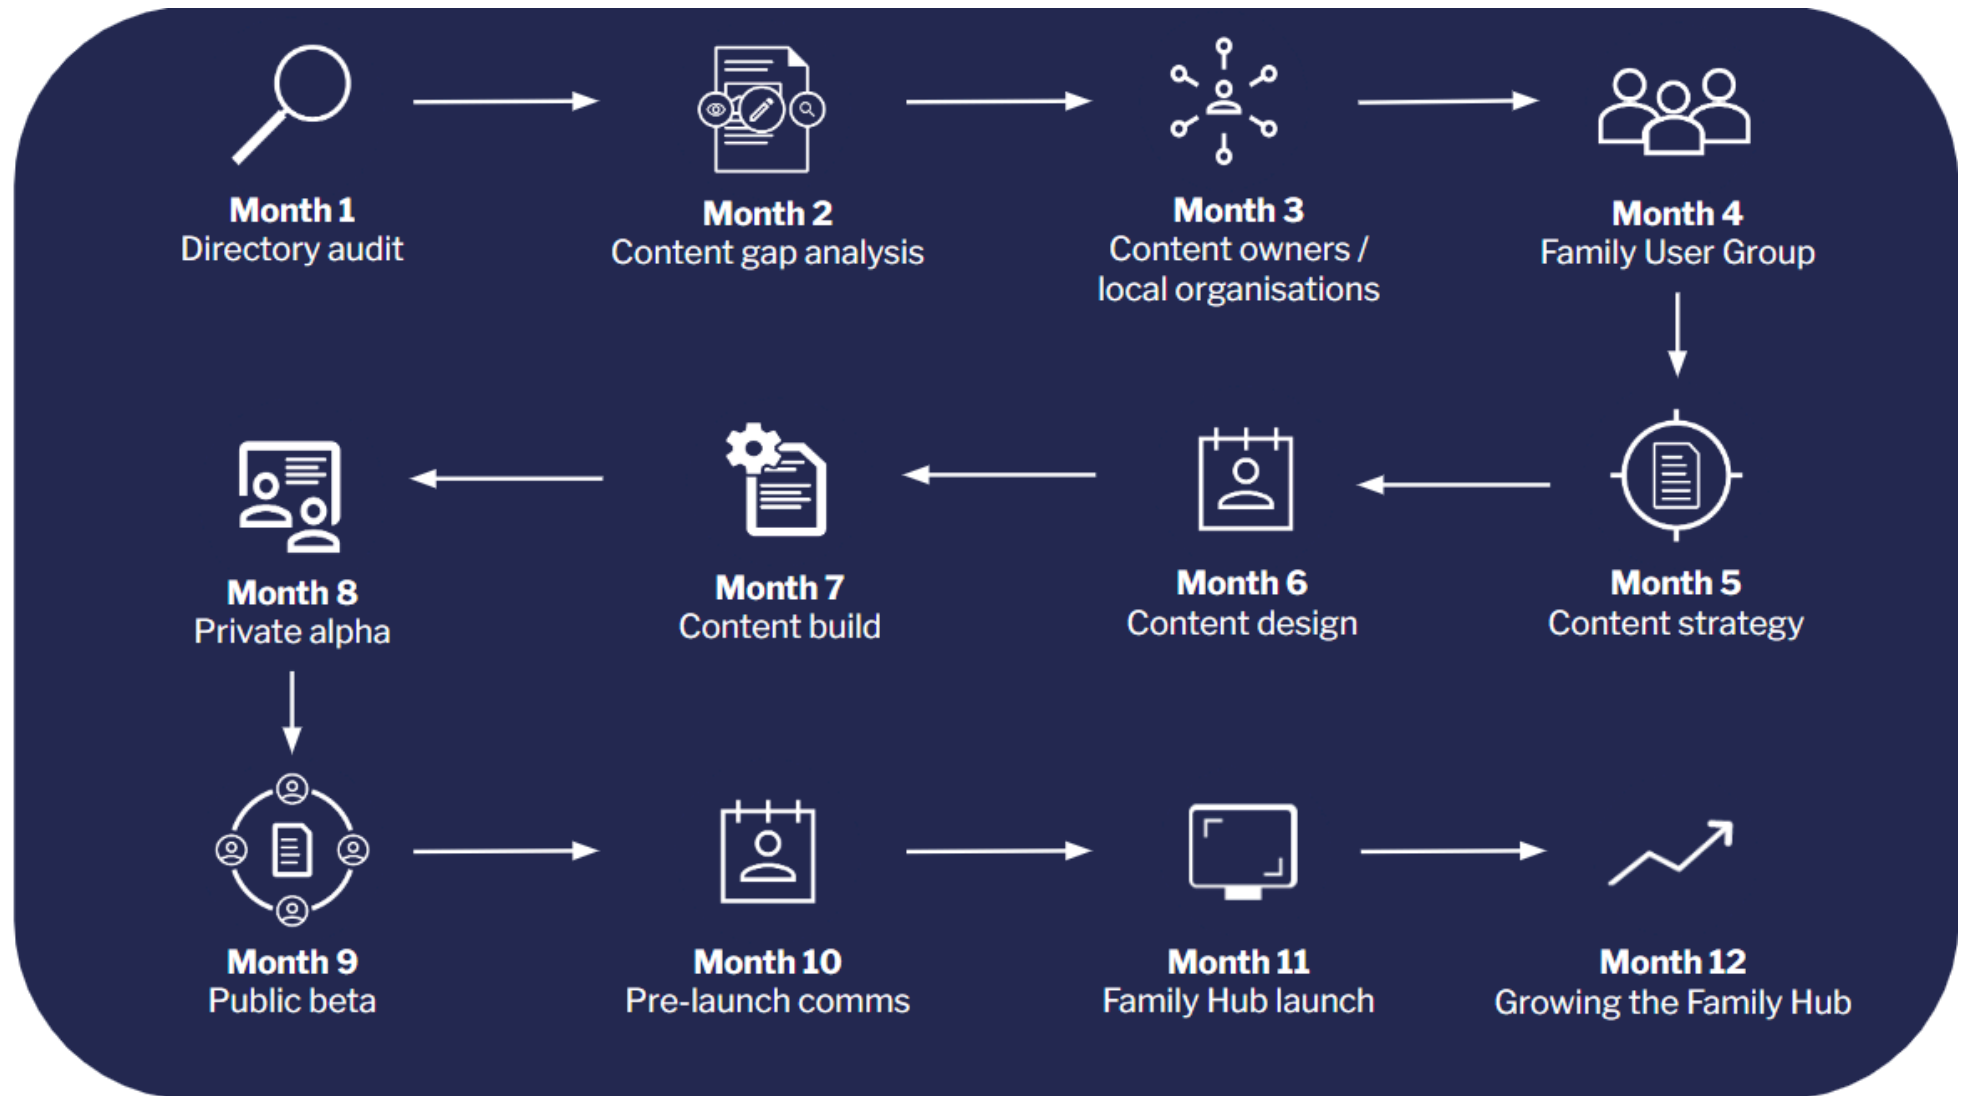 Month 1
Directory audit
Month 2
Content gap analysis
Month 3
Content owners /
local organisations
Month 4
Family User Group
Month 5
Content strategy
Month 6
Content design
Month 7
Content build
Month 8
Private alpha
Month 9
Public beta
Month 10
Pre-launch comms
Month 11
Family Hub launch
Month 12
Growing the Family Hub